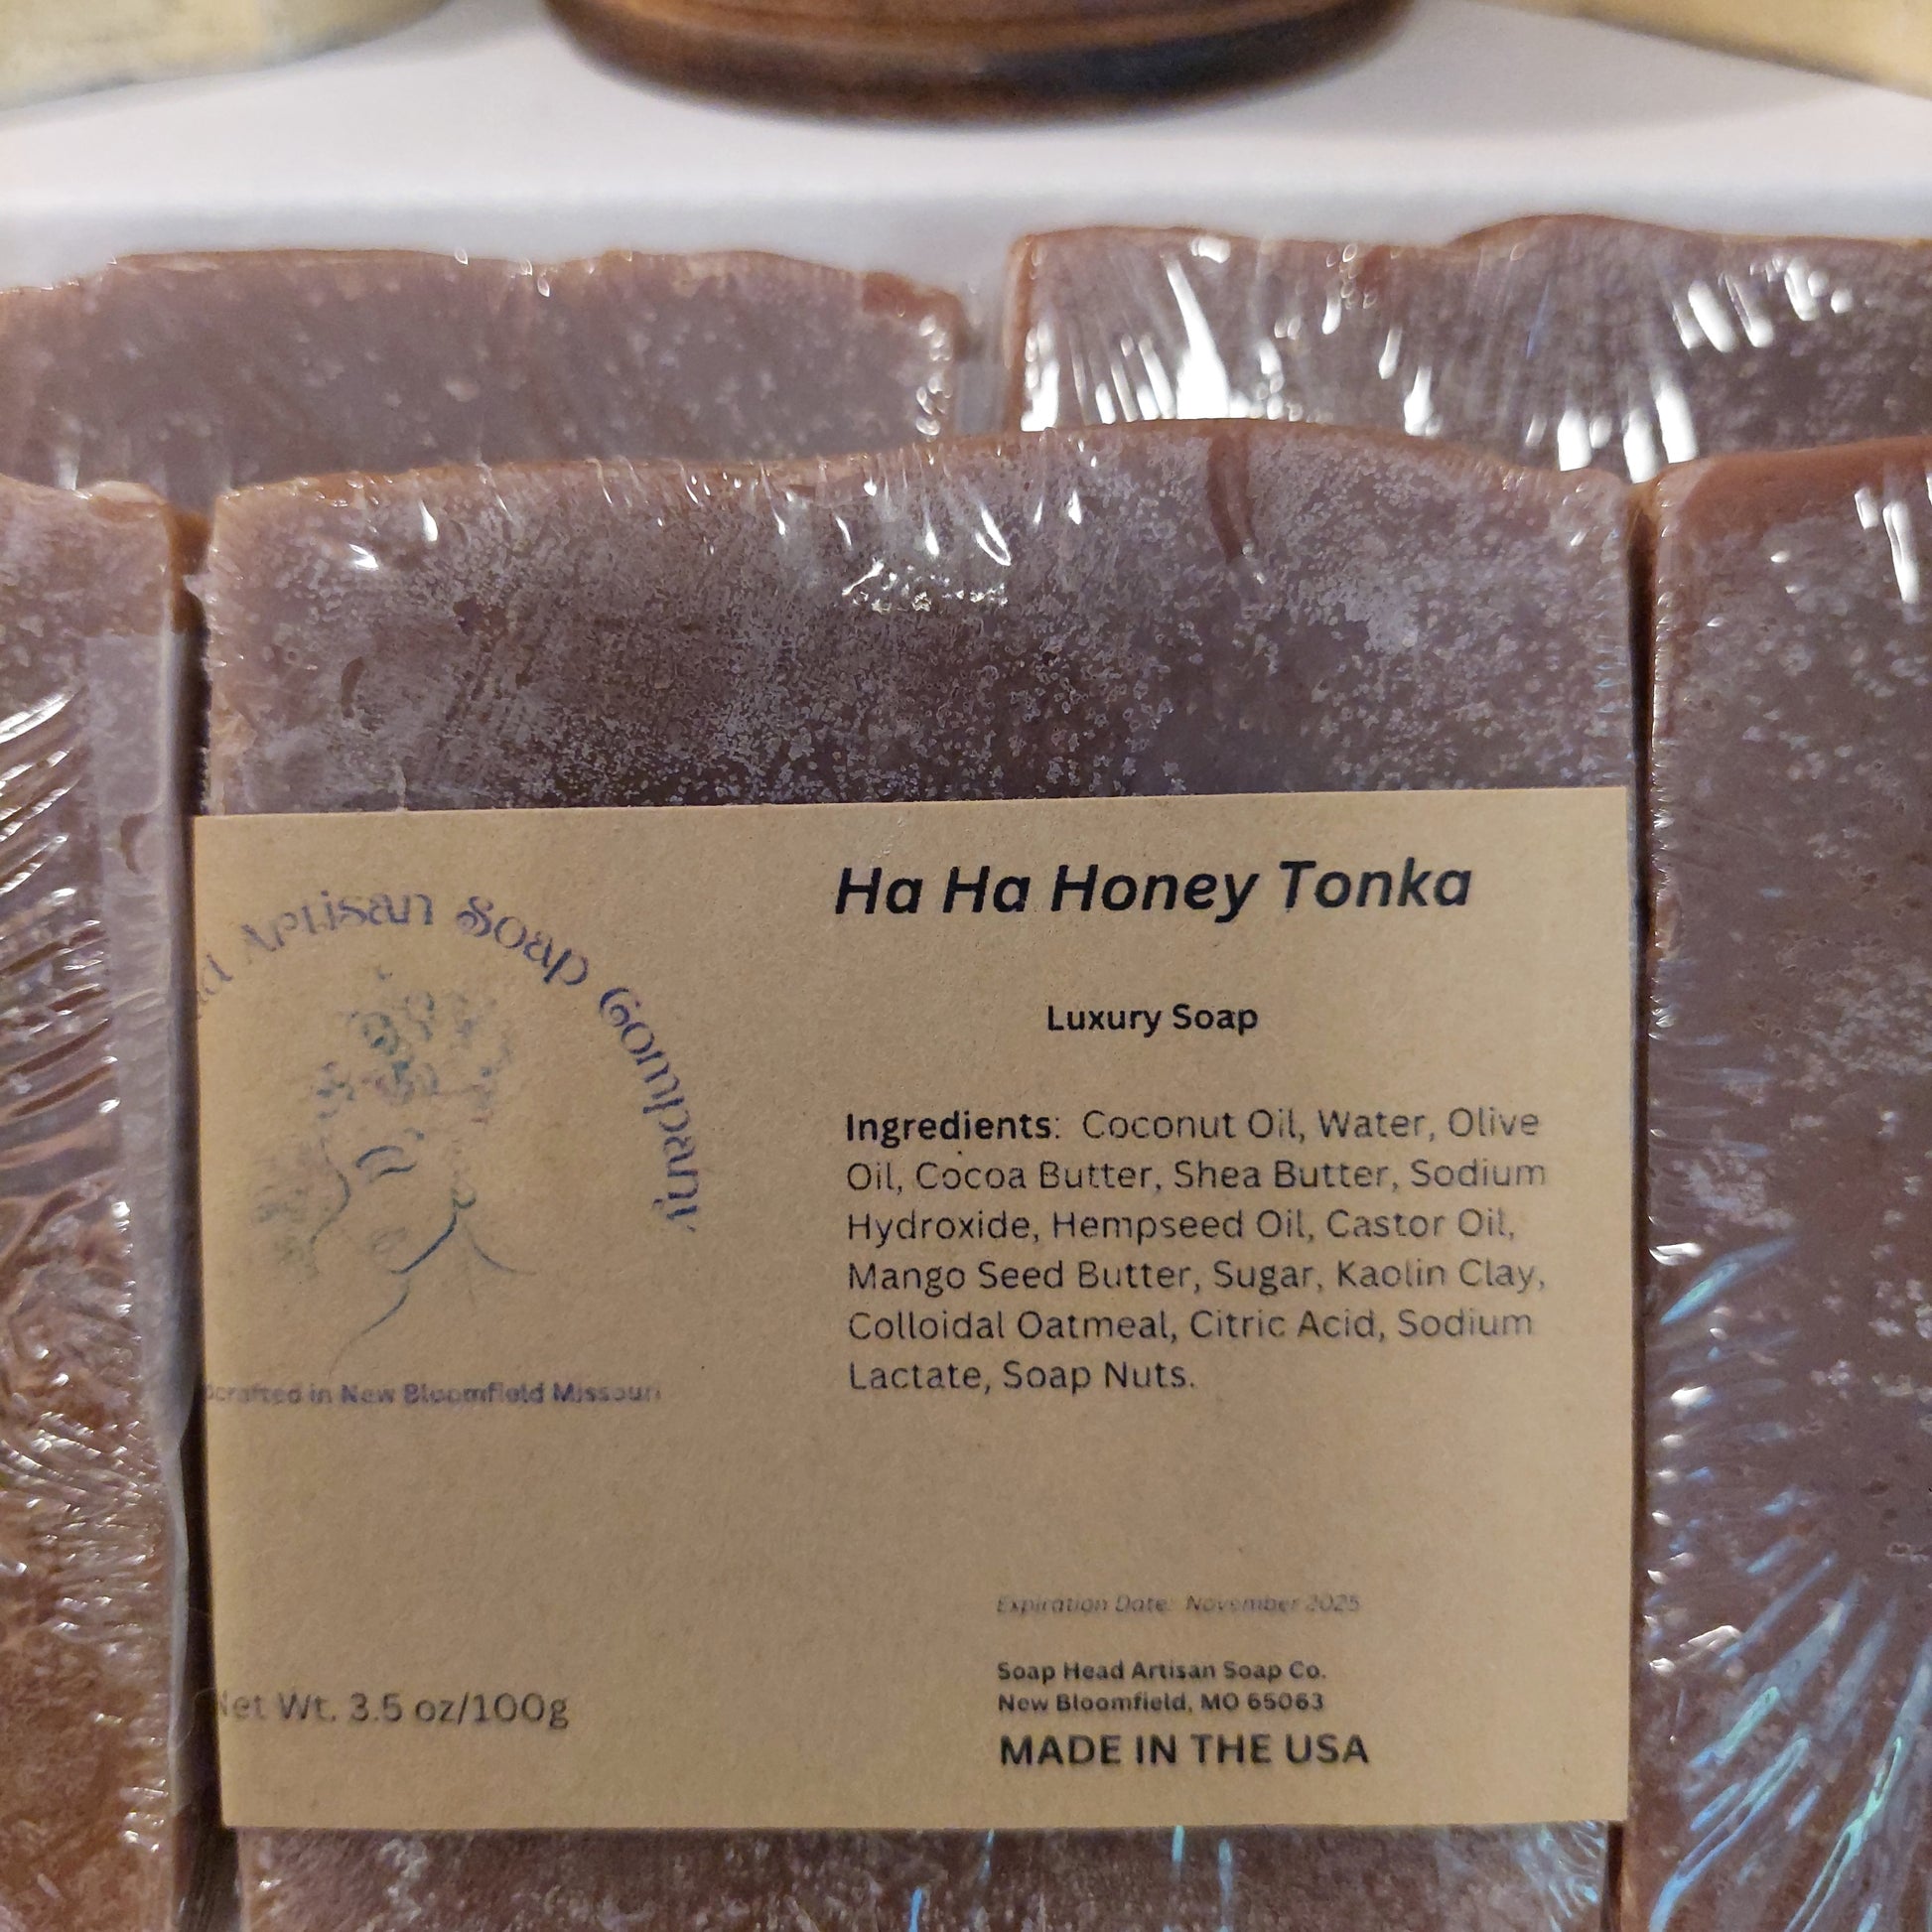 Artisan Soap Company
Ha Ha Honey Tonka
Luxury Soap
Ingredients: Coconut Oil, Water, Olive
Oil, Cocoa Butter, Shea Butter, Sodium
Hydroxide, Hempseed Oil, Castor Oil,
Mango Seed Butter, Sugar, Kaolin Clay,
Colloidal Oatmeal, Citric Acid, Sodium
Lactate, Soap Nuts.
in New Bloomfield Missouri
Expiration Date: November 2025
Soap Head Artisan Soap Co.
New Bloomfield, MO 65063
MADE IN THE USA
Net Wt. 3.5 oz/100g